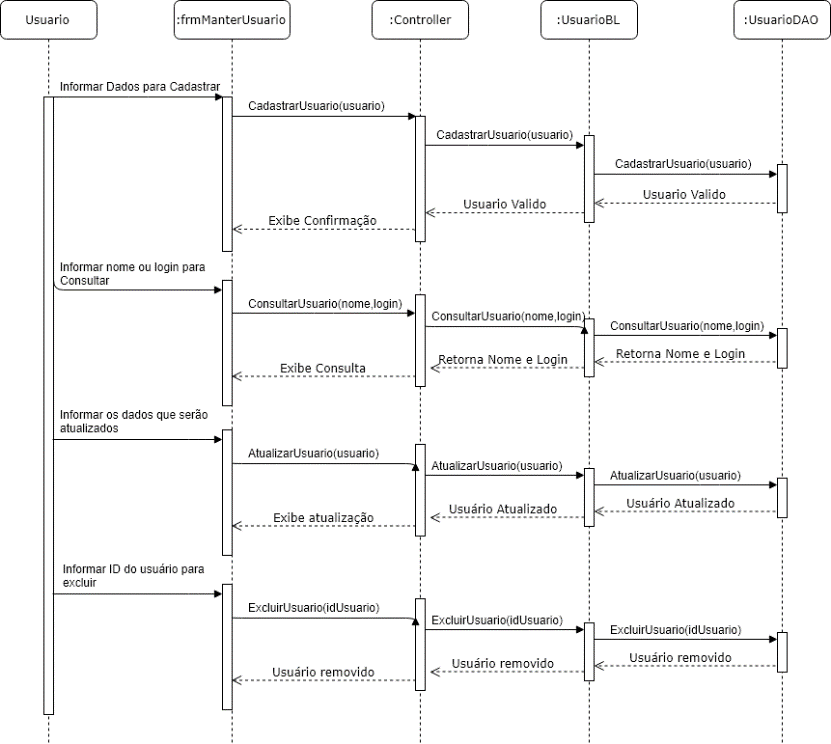 Usuario
:frmManterUsuario
:Controller
:UsuarioBL
:UsuarioDAO
Informar Dados para Cadastrar
CadastrarUsuario(usuario)
CadastrarUsuario(usuario)
CadastrarUsuario(usuario)
Usuario Valido
Usuario Valido
Exibe Confirmação
Informar nome ou login para
Consultar
ConsultarUsuario(nome,login)
ConsultarUsuario(nome,login)
ConsultarUsuario(nome,login)
Retorna Nome e Login
Retorna Nome e Login
Exibe Consulta
Informar os dados que serão
atualizados
AtualizarUsuario(usuario)
AtualizarUsuario(usuario)
AtualizarUsuario(usuario)
Usuário Atualizado
Usuário Atualizado
Exibe atualização
Informar ID do usuário para
excluir
ExcluirUsuario(idUsuario)
ExcluirUsuario(idUsuario)
ExcluirUsuario(idUsuario)
Usuário removido
Usuário removido
Usuário removido